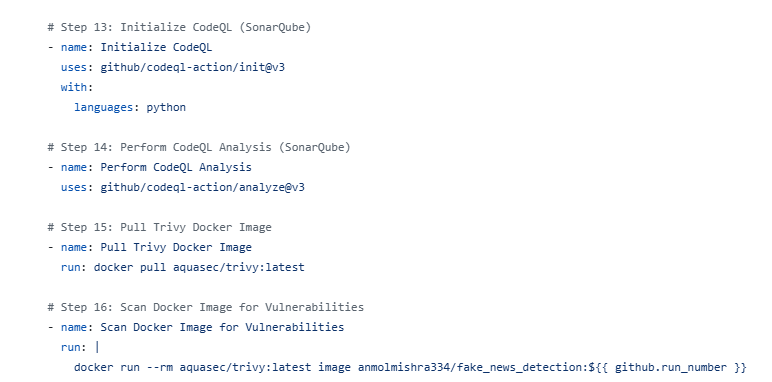 # Step 13: Initialize CodeQL (SonarQube)
- name: Initialize CodeQL
  uses: github/codeql-action/init@v3
  with:
    languages: python

# Step 14: Perform CodeQL Analysis (SonarQube)
- name: Perform CodeQL Analysis
  uses: github/codeql-action/analyze@v3

# Step 15: Pull Trivy Docker Image
- name: Pull Trivy Docker Image
  run: docker pull aquasec/trivy:latest

# Step 16: Scan Docker Image for Vulnerabilities
- name: Scan Docker Image for Vulnerabilities
  run: |
    docker run --rm aquasec/trivy:latest image anmolmishra334/fake_news_detection:${{ github.run_number }}